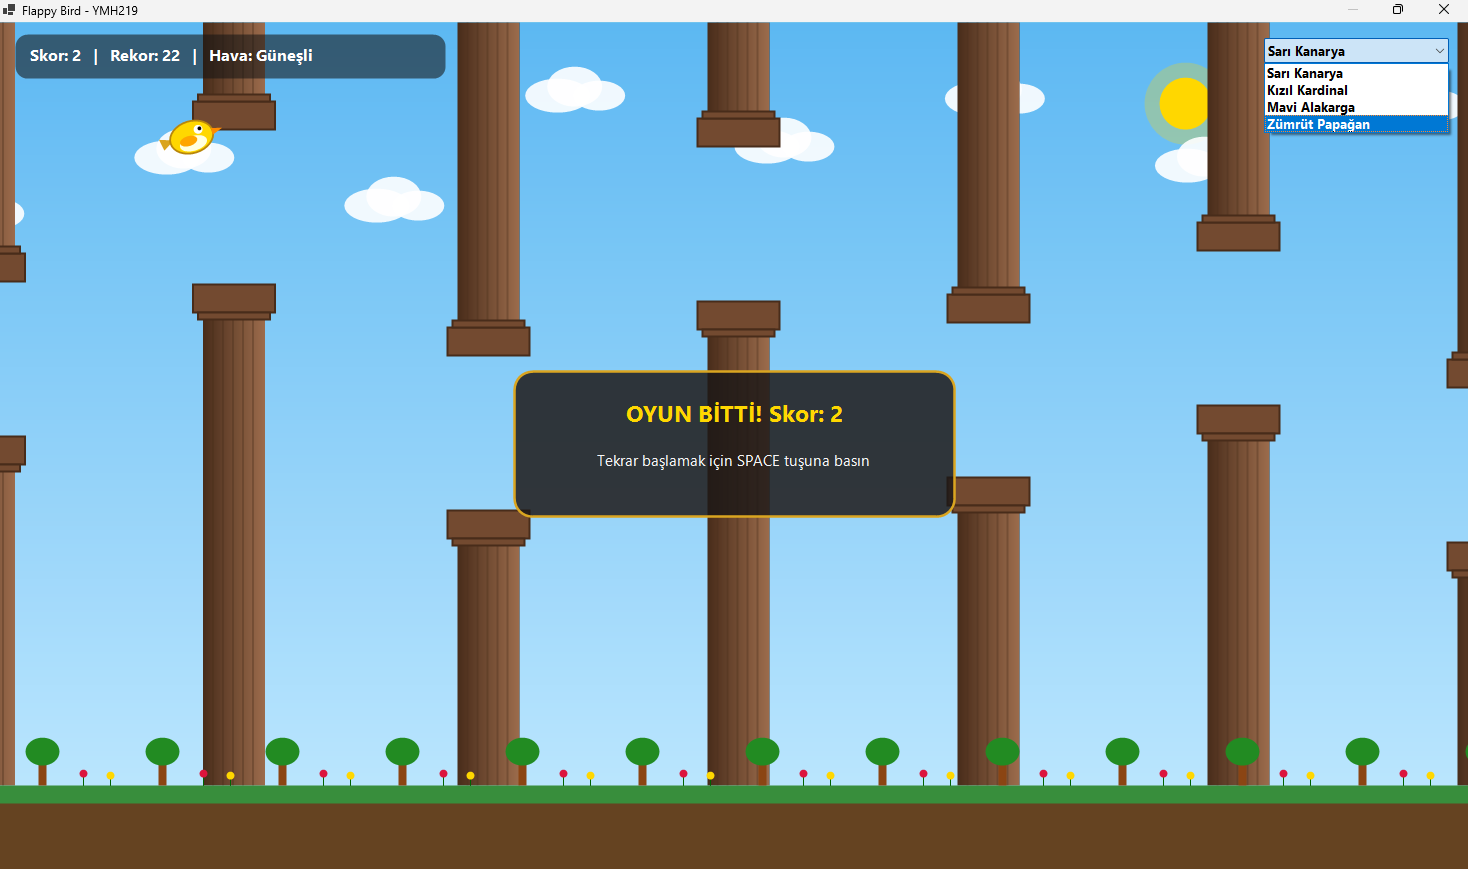 Flappy Bird - YMH219
Skor: 2 | Rekor: 22 | Hava: Güneşli
Sarı Kanarya
Sarı Kanarya
Kızıl Kardinal
Mavi Alakarga
Zümrüt Papağan
OYUN BİTTİ! Skor: 2
Tekrar başlamak için SPACE tuşuna basın